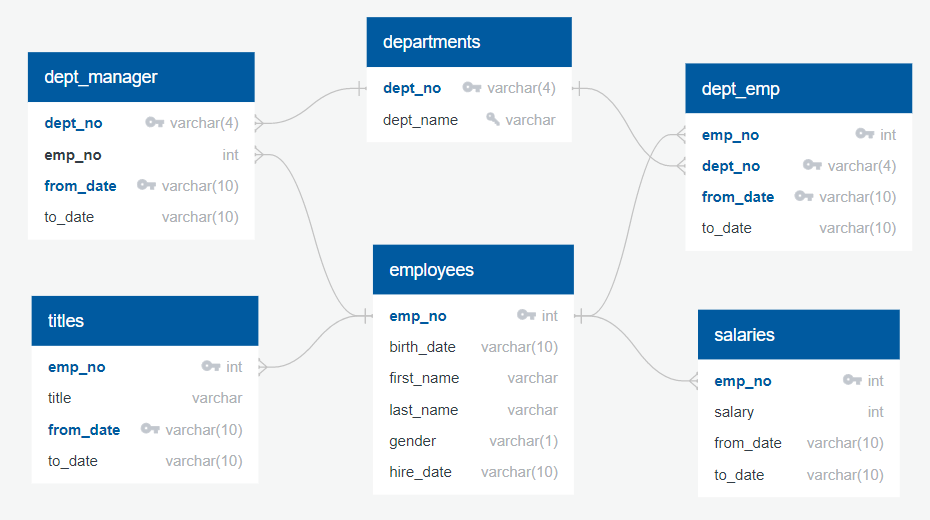 departments
dept_no varchar(4)
dept_name varchar
dept_manager
dept_no varchar(4)
emp_no int
from_date varchar(10)
to_date varchar(10)
dept_emp
emp_no int
dept_no varchar(4)
from_date varchar(10)
to_date varchar(10)
employees
emp_no int
birth_date varchar(10)
first_name varchar
last_name varchar
gender varchar(1)
hire_date varchar(10)
titles
emp_no int
title varchar
from_date varchar(10)
to_date varchar(10)
salaries
emp_no int
salary int
from_date varchar(10)
to_date varchar(10)